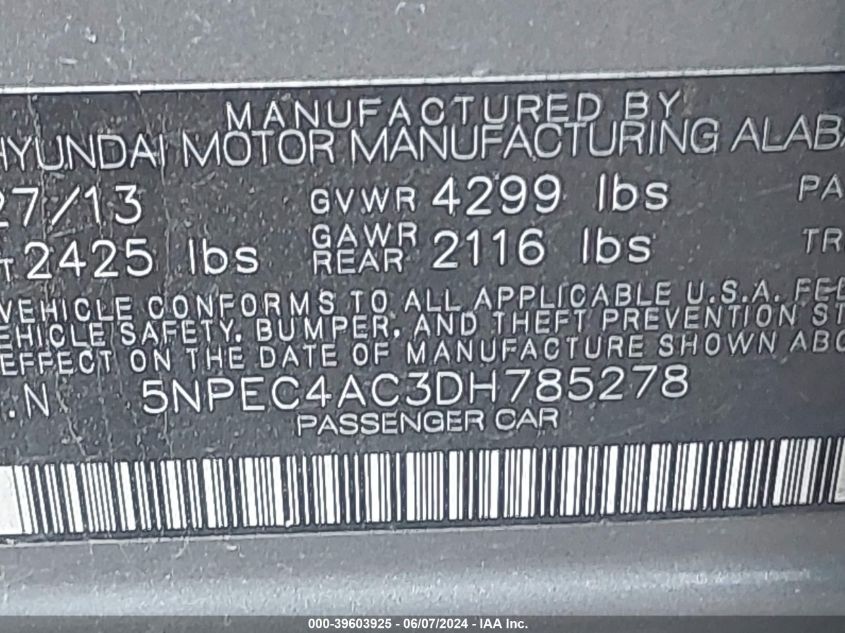 MANUFACTURED BY
HYUNDAI MOTOR MANUFACTURING ALABA
27/13 GVWR 4299 lbs PA
T 2425 lbs GAWR REAR 2116 lbs TR
VEHICLE CONFORMS TO ALL APPLICABLE U.S.A. FE
EHICLE SAFETY, BUMPER, AND THEFT PREVENTION ST
EFFECT ON THE DATE OF MANUFACTURE SHOWN ABO
.N 5NPEC4AC3DH785278
PASSENGER CAR
000-39603925 - 06/07/2024 - IAA Inc.